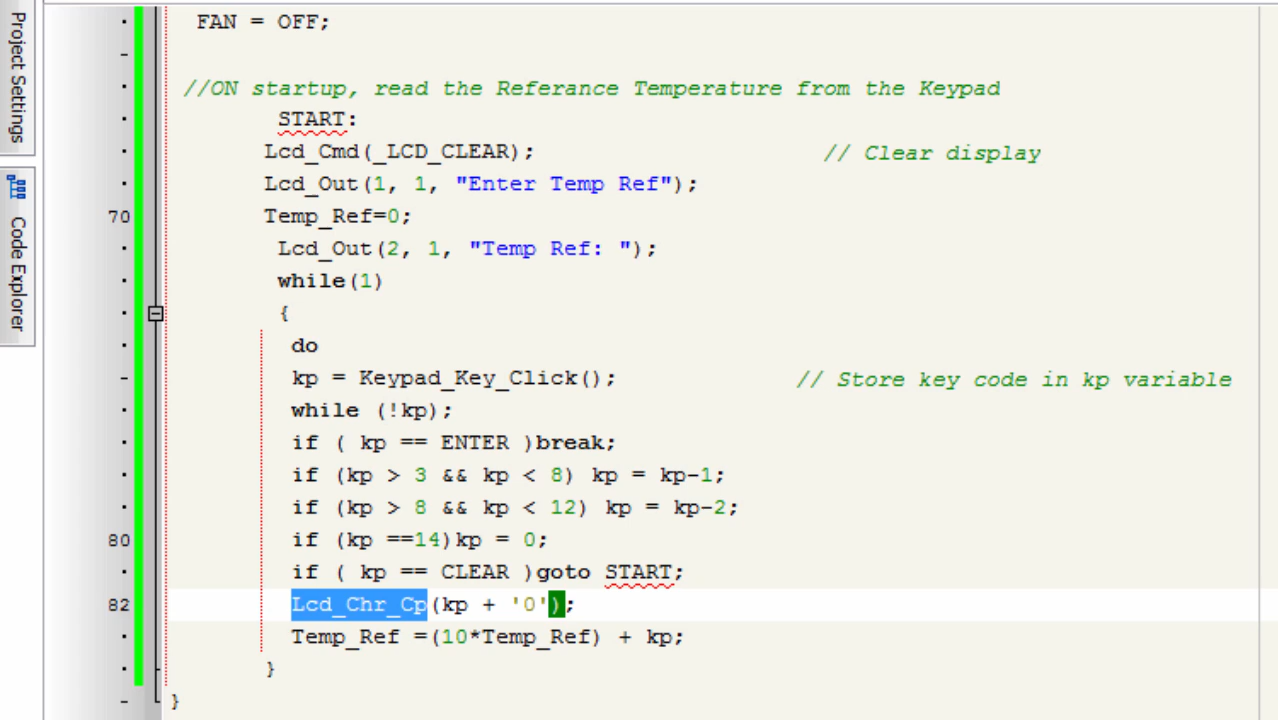 Project Settings
Code Explorer
FAN = OFF;
//ON startup, read the Referance Temperature from the Keypad
START:
Lcd_Cmd(_LCD_CLEAR); // Clear display
Lcd_Out(1, 1, "Enter Temp Ref");
70 Temp_Ref=0;
Lcd_Out(2, 1, "Temp Ref: ");
while(1)
{
do
kp = Keypad_Key_Click(); // Store key code in kp variable
while (!kp);
if ( kp == ENTER )break;
if (kp > 3 && kp < 8) kp = kp-1;
if (kp > 8 && kp < 12) kp = kp-2;
80 if (kp ==14)kp = 0;
if ( kp == CLEAR )goto START;
82 Lcd_Chr_Cp(kp + '0');
Temp_Ref =(10*Temp_Ref) + kp;
}
}